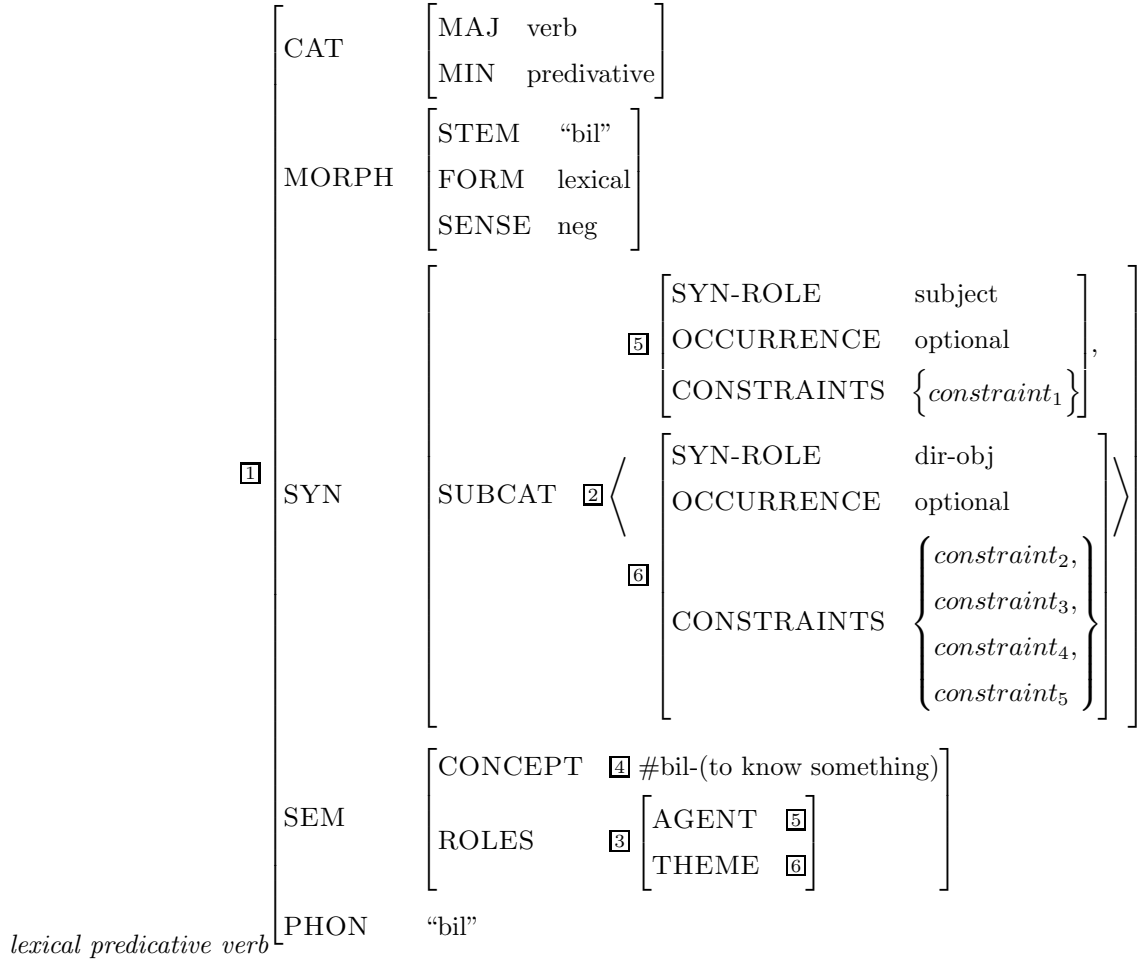 CAT MAJ verb
MIN predivative
MORPH STEM “bil”
FORM lexical
SENSE neg
1 SYN SUBCAT 2 ⟨ 5 SYN-ROLE subject
OCCURRENCE optional
CONSTRAINTS {constraint₁} ,
6 SYN-ROLE dir-obj
OCCURRENCE optional
CONSTRAINTS {constraint₂,
constraint₃,
constraint₄,
constraint₅} ⟩
SEM CONCEPT 4 #bil-(to know something)
ROLES 3 AGENT 5
THEME 6
PHON “bil”
lexical predicative verb